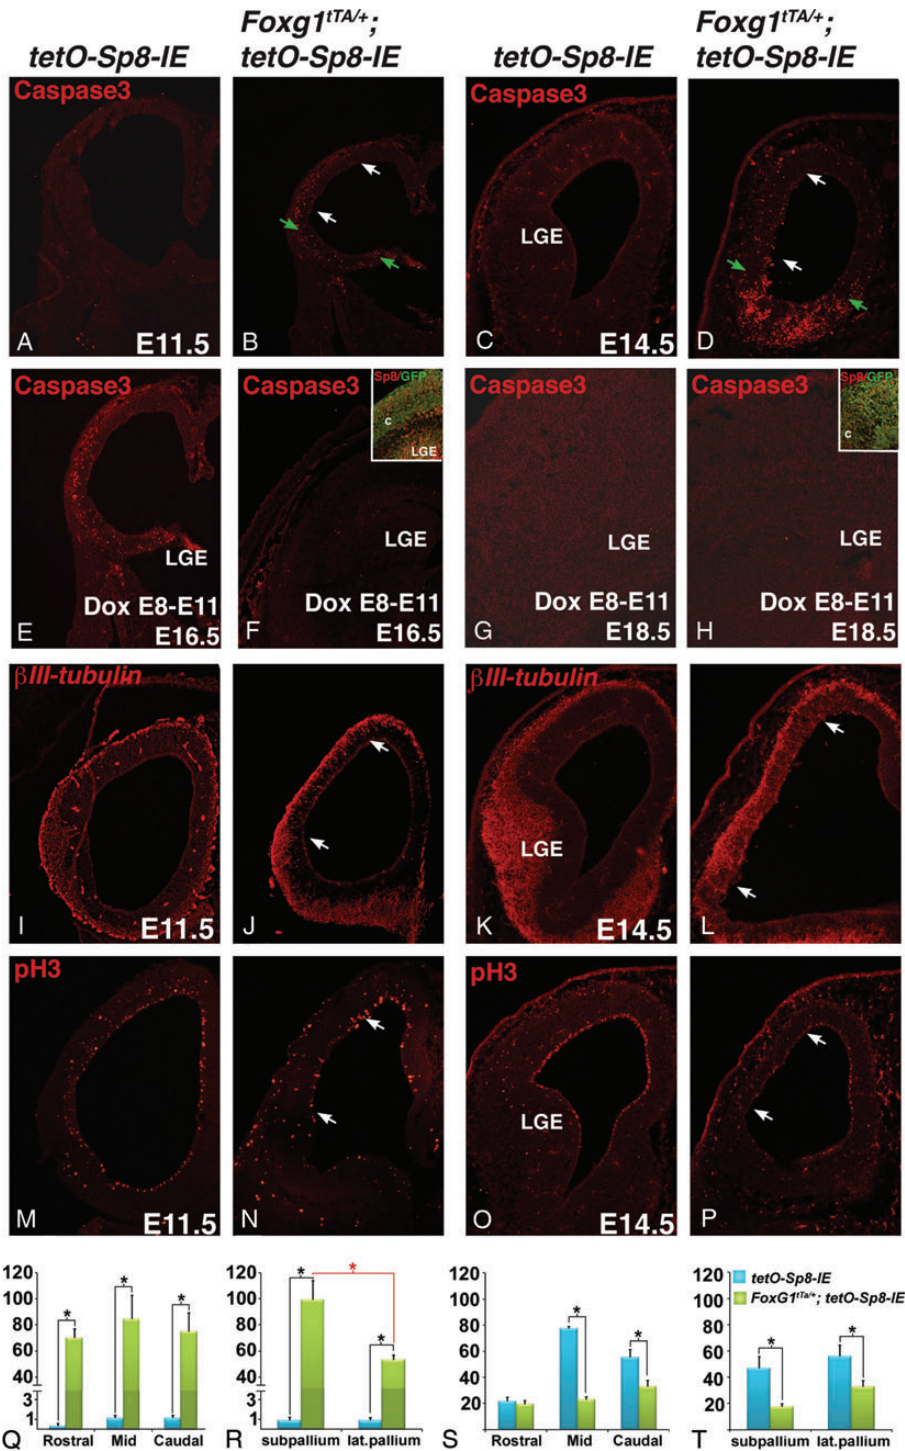 Foxg1tTA/+;
Foxg1tTA/+;
tetO-Sp8-IE
tetO-Sp8-IE
tetO-Sp8-IE
tetO-Sp8-IE
Caspase3
Caspase3
LGE
A
E11.5
B
C
E14.5
D
Caspase3
Caspase3
Sp8/GFP
Caspase3
Caspase3
Sp8/GFP
c
LGE
c
LGE
LGE
LGE
LGE
Dox E8-E11
Dox E8-E11
Dox E8-E11
Dox E8-E11
E
E16.5
F
E16.5
G
E18.5
H
E18.5
βIII-tubulin
βIII-tubulin
LGE
I
E11.5
J
K
E14.5
L
pH3
pH3
LGE
M
E11.5
N
O
E14.5
P
120
100
80
60
40
3
1
*
*
*
Q
Rostral
Mid
Caudal
120
100
80
60
40
3
1
*
*
*
R
subpallium
lat.pallium
120
100
80
60
40
20
*
*
S
Rostral
Mid
Caudal
120
100
80
60
40
20
tetO-Sp8-IE
FoxG1tTa/+; tetO-Sp8-IE
*
*
T
subpallium
lat.pallium